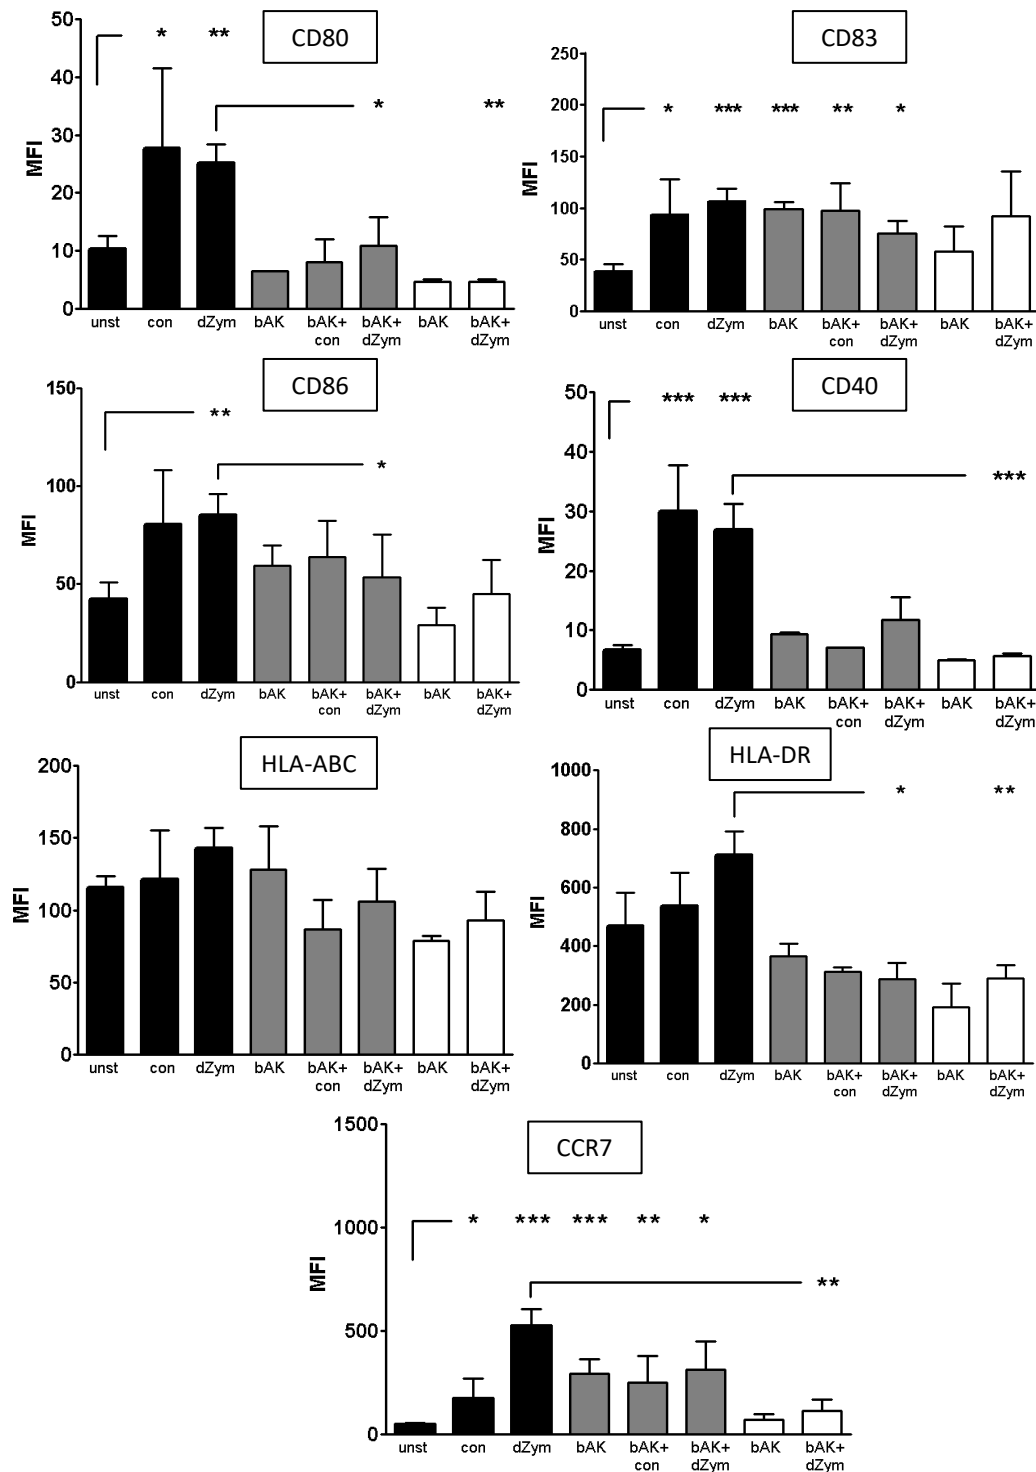 CD80
50
40
30
20
10
0
MFI
* **
* **
unst con dZym bAK bAK+ con bAK+ dZym bAK bAK+ dZym
CD83
250
200
150
100
50
0
MFI
* *** *** ** *
unst con dZym bAK bAK+ con bAK+ dZym bAK bAK+ dZym
CD86
150
100
50
0
MFI
**
*
unst con dZym bAK bAK+ con bAK+ dZym bAK bAK+ dZym
CD40
50
40
30
20
10
0
MFI
*** ***
***
unst con dZym bAK bAK+ con bAK+ dZym bAK bAK+ dZym
HLA-ABC
200
150
100
50
0
MFI
unst con dZym bAK bAK+ con bAK+ dZym bAK bAK+ dZym
HLA-DR
1000
800
600
400
200
0
MFI
* **
unst con dZym bAK bAK+ con bAK+ dZym bAK bAK+ dZym
CCR7
1500
1000
500
0
MFI
* *** *** ** *
**
unst con dZym bAK bAK+ con bAK+ dZym bAK bAK+ dZym